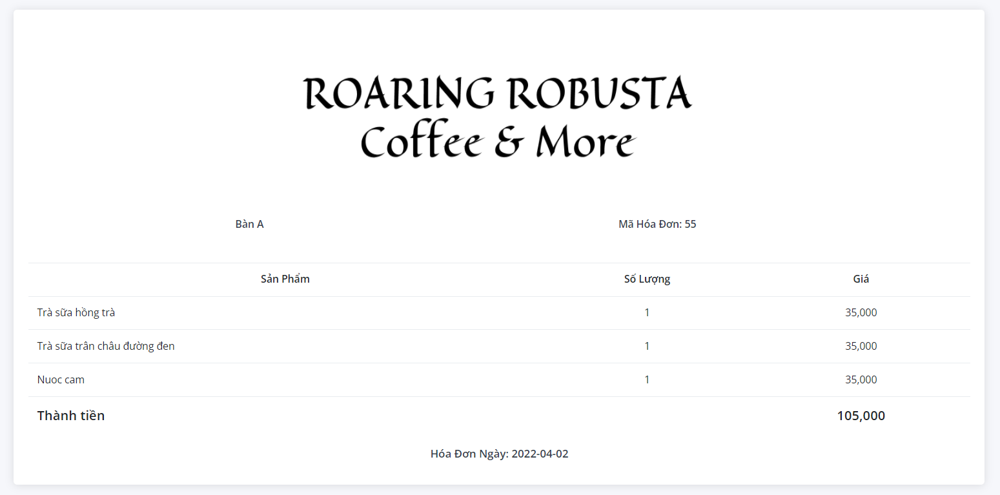 ROARING ROBUSTA
Coffee & More
Bàn A Mã Hóa Đơn: 55
Sản Phẩm Số Lượng Giá
Trà sữa hồng trà 1 35,000
Trà sữa trân châu đường đen 1 35,000
Nuoc cam 1 35,000
Thành tiền 105,000
Hóa Đơn Ngày: 2022-04-02